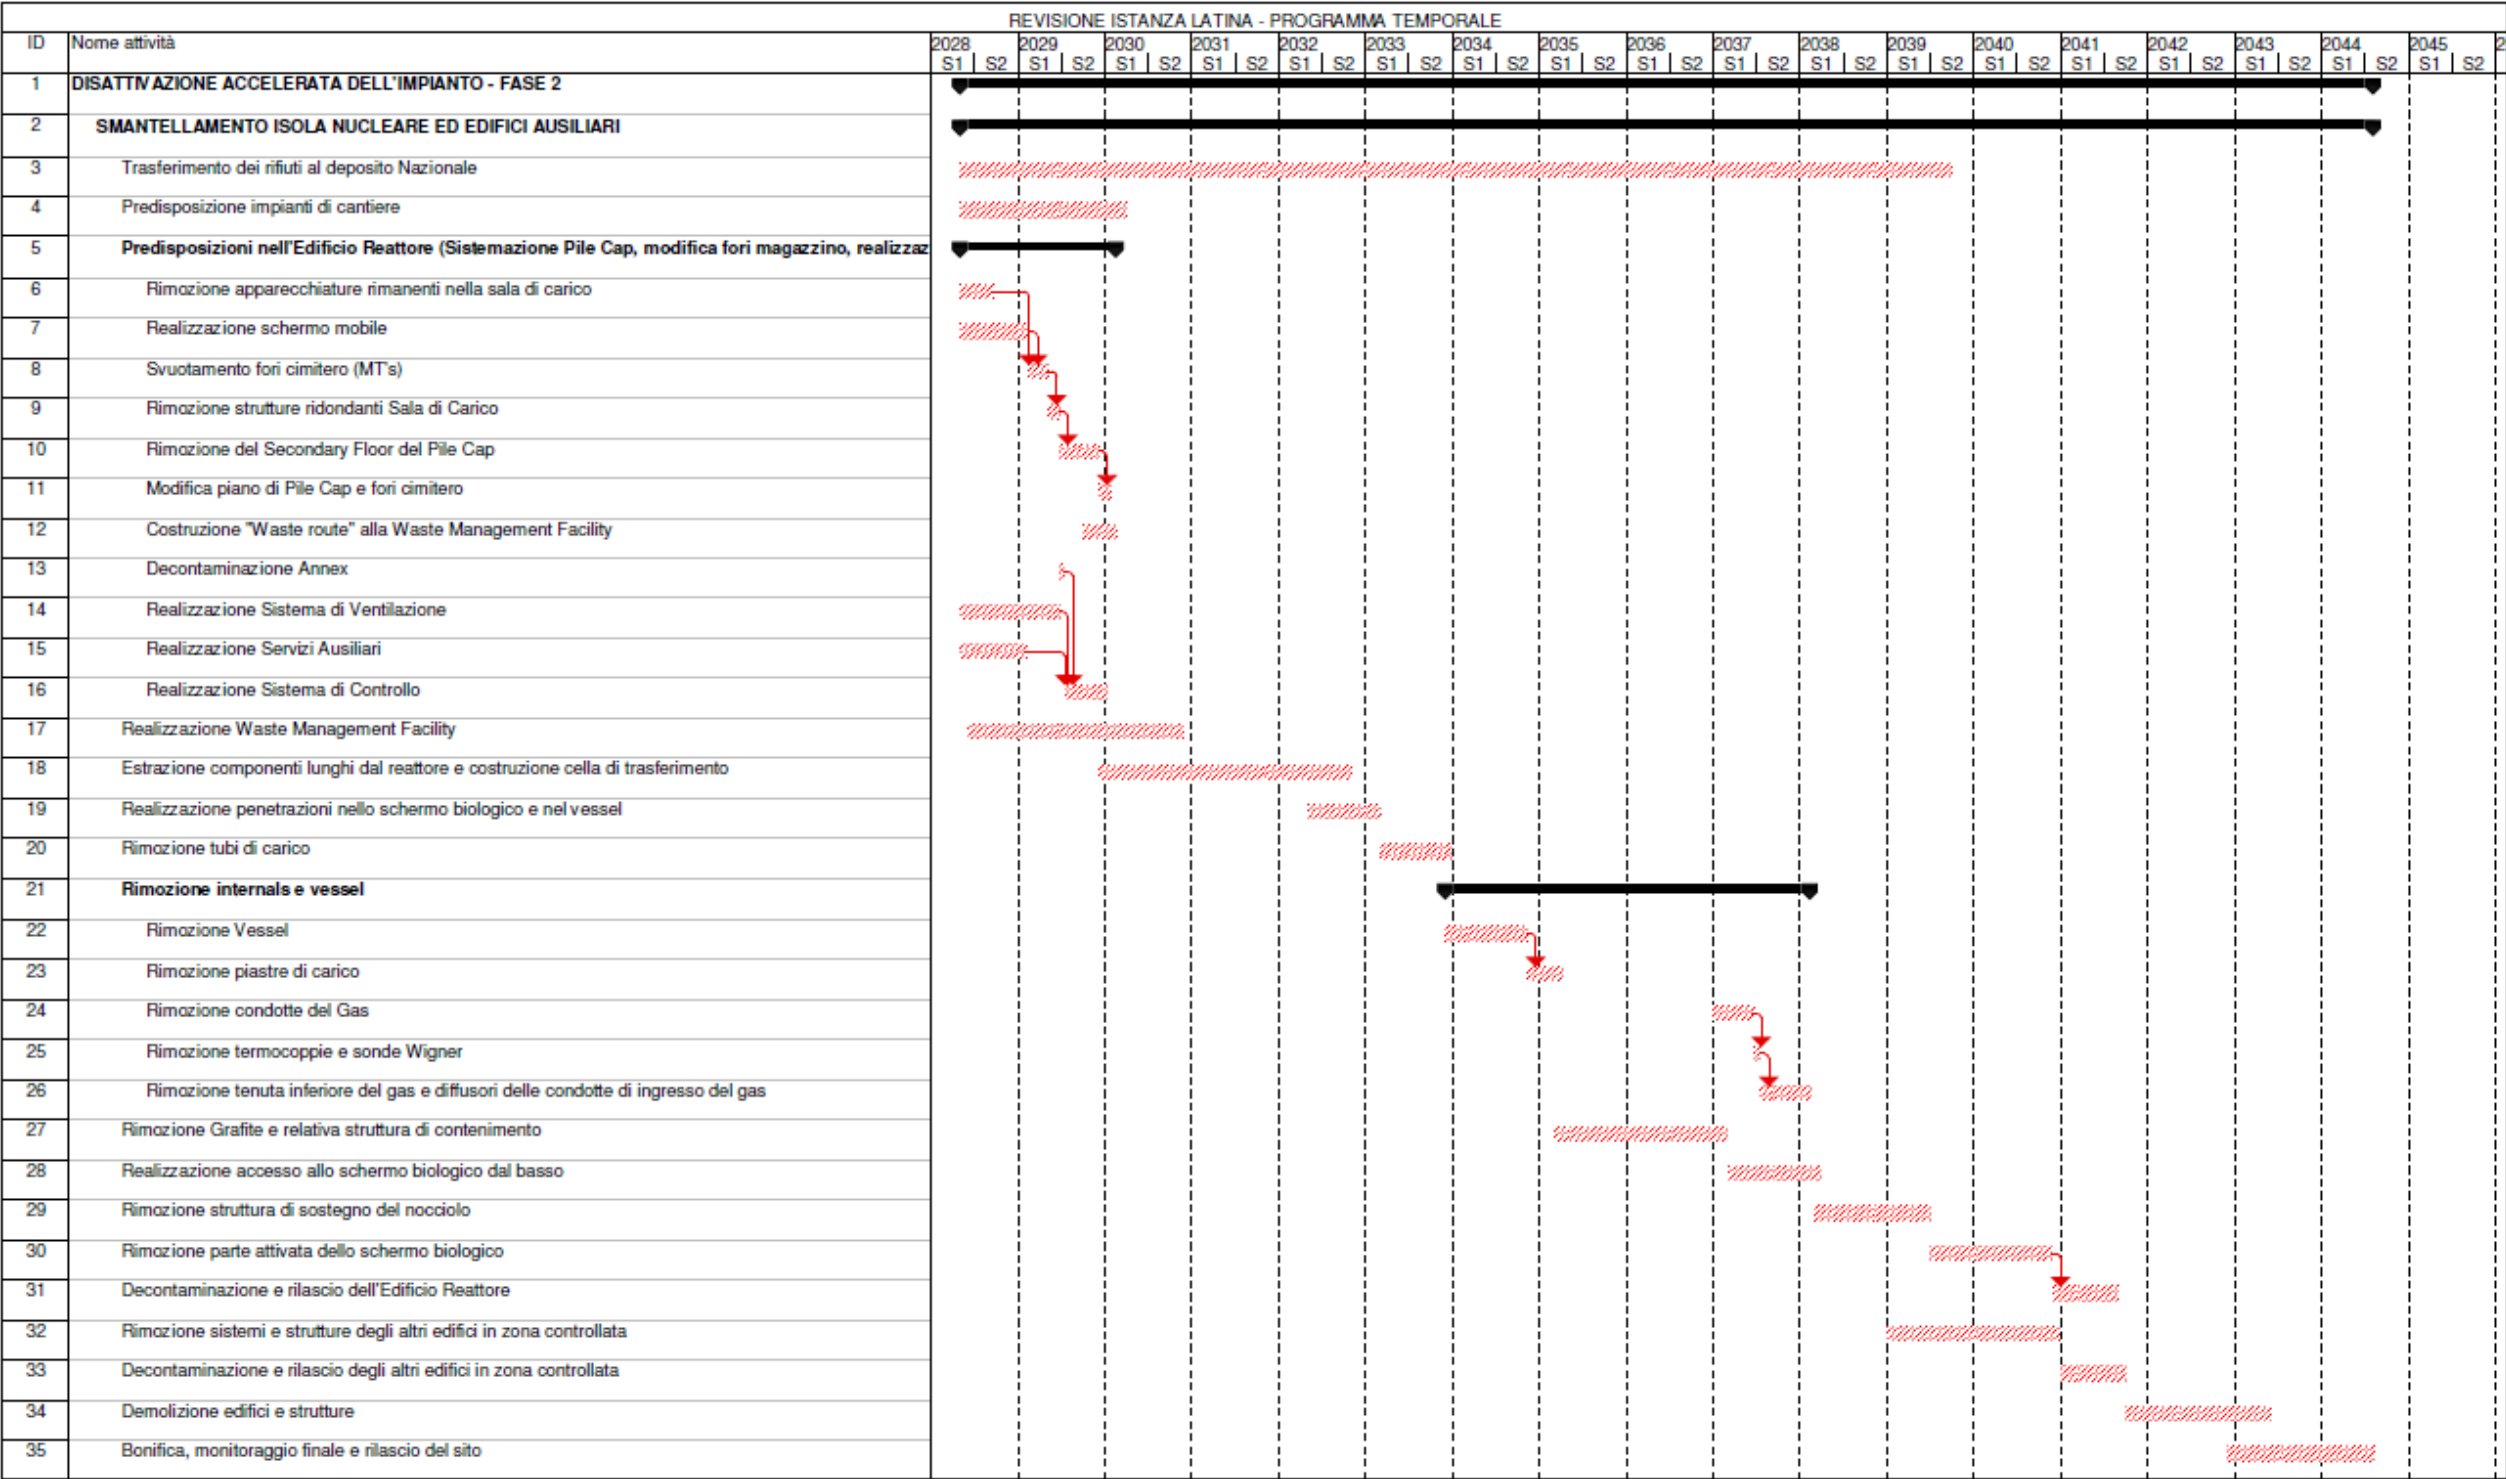 REVISIONE ISTANZA LATINA - PROGRAMMA TEMPORALE
ID Nome attività 2028 2029 2030 2031 2032 2033 2034 2035 2036 2037 2038 2039 2040 2041 2042 2043 2044 2045 2
S1 S2 S1 S2 S1 S2 S1 S2 S1 S2 S1 S2 S1 S2 S1 S2 S1 S2 S1 S2 S1 S2 S1 S2 S1 S2 S1 S2 S1 S2 S1 S2 S1 S2 S1 S2
1 DISATTIVAZIONE ACCELERATA DELL'IMPIANTO - FASE 2
2 SMANTELLAMENTO ISOLA NUCLEARE ED EDIFICI AUSILIARI
3 Trasferimento dei rifiuti al deposito Nazionale
4 Predisposizione impianti di cantiere
5 Predisposizioni nell'Edificio Reattore (Sistemazione Pile Cap, modifica fori magazzino, realizzaz
6 Rimozione apparecchiature rimanenti nella sala di carico
7 Realizzazione schermo mobile
8 Svuotamento fori cimitero (MT's)
9 Rimozione strutture ridondanti Sala di Carico
10 Rimozione del Secondary Floor del Pile Cap
11 Modifica piano di Pile Cap e fori cimitero
12 Costruzione "Waste route" alla Waste Management Facility
13 Decontaminazione Annex
14 Realizzazione Sistema di Ventilazione
15 Realizzazione Servizi Ausiliari
16 Realizzazione Sistema di Controllo
17 Realizzazione Waste Management Facility
18 Estrazione componenti lunghi dal reattore e costruzione cella di trasferimento
19 Realizzazione penetrazioni nello schermo biologico e nel vessel
20 Rimozione tubi di carico
21 Rimozione internals e vessel
22 Rimozione Vessel
23 Rimozione piastre di carico
24 Rimozione condotte del Gas
25 Rimozione termocoppie e sonde Wigner
26 Rimozione tenuta inferiore del gas e diffusori delle condotte di ingresso del gas
27 Rimozione Grafite e relativa struttura di contenimento
28 Realizzazione accesso allo schermo biologico dal basso
29 Rimozione struttura di sostegno del nocciolo
30 Rimozione parte attivata dello schermo biologico
31 Decontaminazione e rilascio dell'Edificio Reattore
32 Rimozione sistemi e strutture degli altri edifici in zona controllata
33 Decontaminazione e rilascio degli altri edifici in zona controllata
34 Demolizione edifici e strutture
35 Bonifica, monitoraggio finale e rilascio del sito